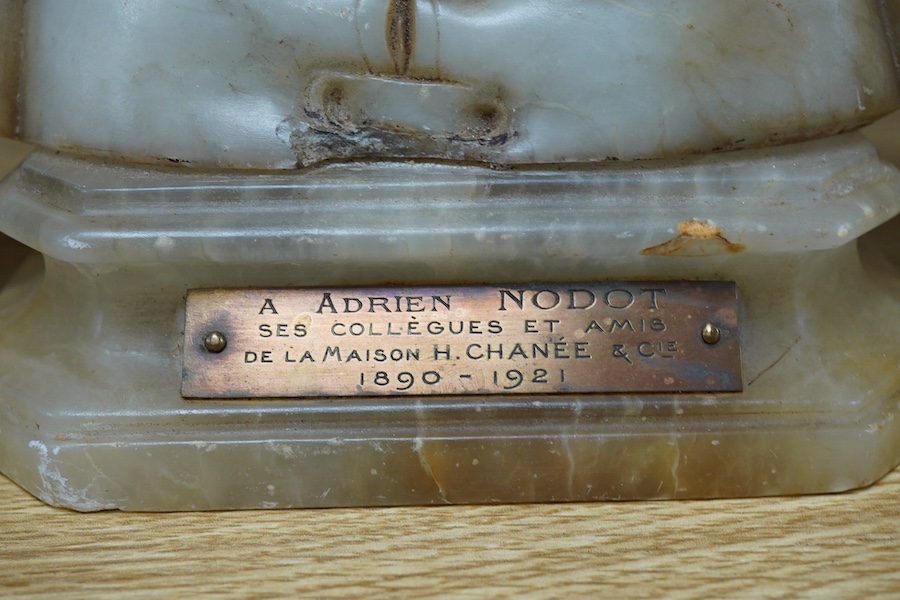 A ADRIEN NODOT
SES COLLÈGUES ET AMIS
DE LA MAISON H. CHANÉE & CIE
1890 - 1921